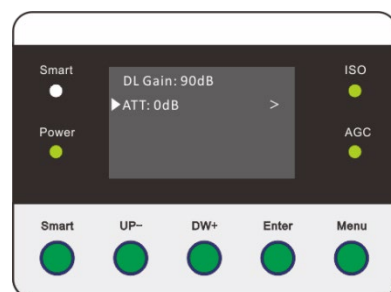 Smart
ISO
DL Gain: 90dB
▶ATT: 0dB >
Power
AGC
Smart UP− DW+ Enter Menu